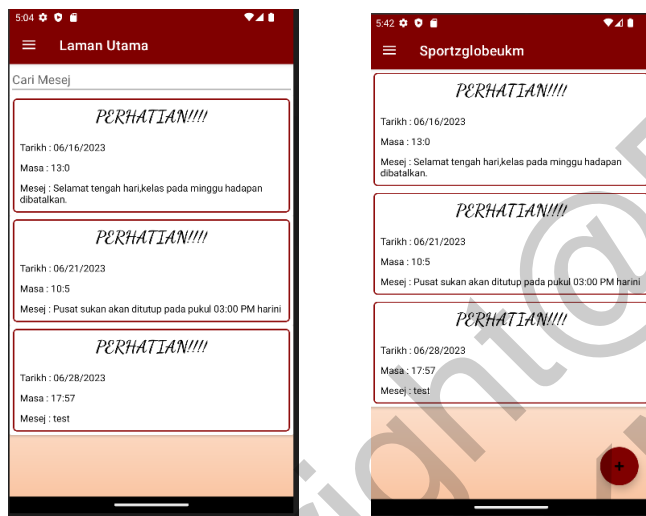 5:04
Laman Utama
Cari Mesej
PERHATIAN!!!!
Tarikh : 06/16/2023
Masa : 13:0
Mesej : Selamat tengah hari,kelas pada minggu hadapan
dibatalkan.
PERHATIAN!!!!
Tarikh : 06/21/2023
Masa : 10:5
Mesej : Pusat sukan akan ditutup pada pukul 03:00 PM harini
PERHATIAN!!!!
Tarikh : 06/28/2023
Masa : 17:57
Mesej : test
5:42
Sportzglobeukm
PERHATIAN!!!!
Tarikh : 06/16/2023
Masa : 13:0
Mesej : Selamat tengah hari,kelas pada minggu hadapan
dibatalkan.
PERHATIAN!!!!
Tarikh : 06/21/2023
Masa : 10:5
Mesej : Pusat sukan akan ditutup pada pukul 03:00 PM harini
PERHATIAN!!!!
Tarikh : 06/28/2023
Masa : 17:57
Mesej : test
+